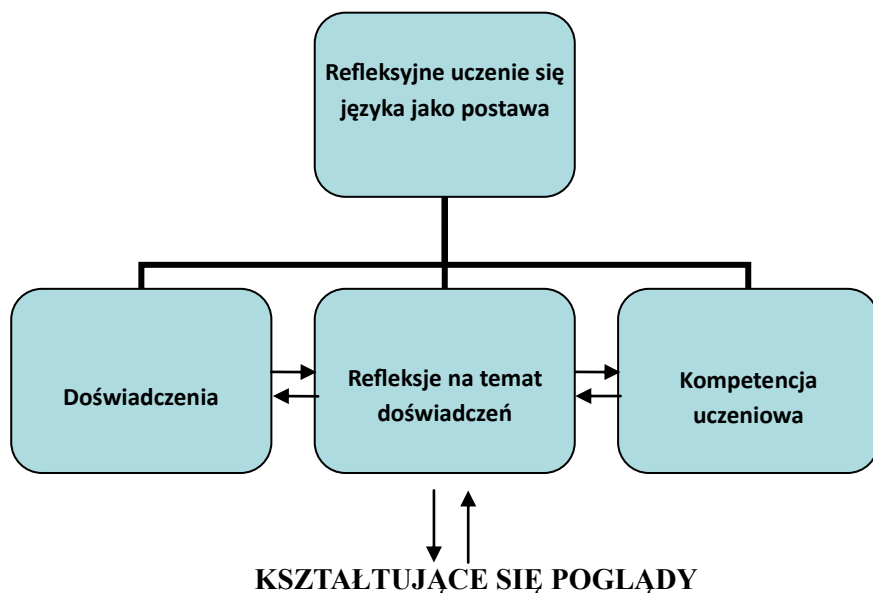 Refleksyjne uczenie się
języka jako postawa
Doświadczenia
Refleksje na temat
doświadczeń
Kompetencja
uczeniowa
KSZTAŁTUJĄCE SIĘ POGLĄDY